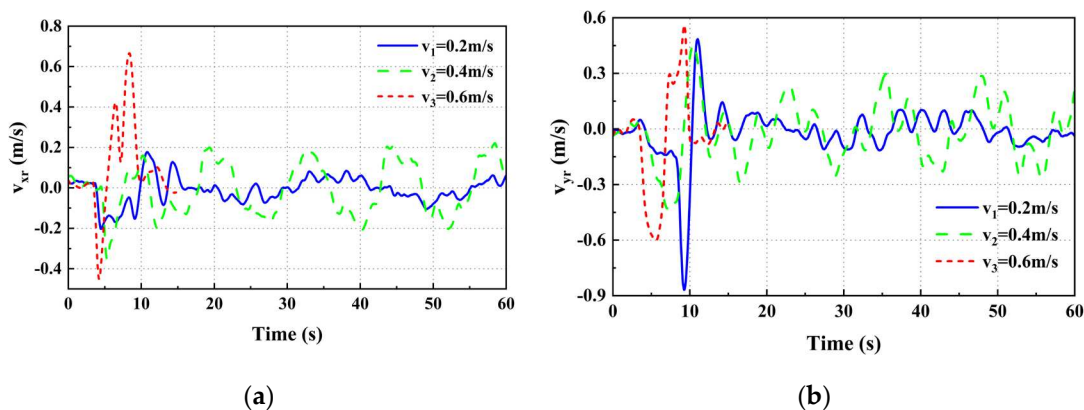 0.8
0.6
0.4
0.2
0.0
-0.2
-0.4
v_xr (m/s)
v₁=0.2m/s
v₂=0.4m/s
v₃=0.6m/s
0 10 20 30 40 50 60
Time (s)
(a)
0.6
0.3
0.0
-0.3
-0.6
-0.9
v_yr (m/s)
v₁=0.2m/s
v₂=0.4m/s
v₃=0.6m/s
0 10 20 30 40 50 60
Time (s)
(b)